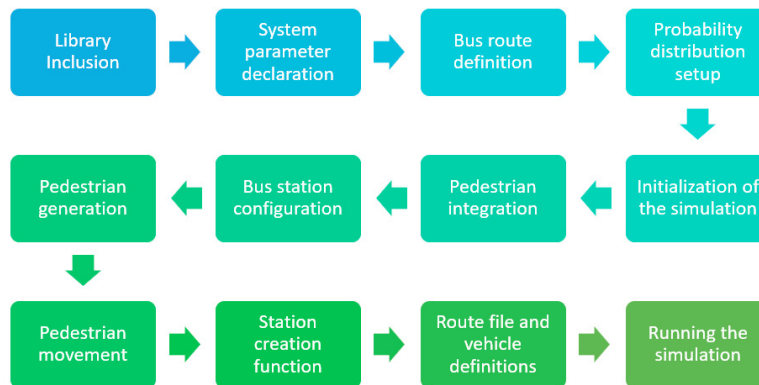 Library
Inclusion
System
parameter
declaration
Bus route
definition
Probability
distribution
setup
Initialization of
the simulation
Pedestrian
integration
Bus station
configuration
Pedestrian
generation
Pedestrian
movement
Station
creation
function
Route file and
vehicle
definitions
Running the
simulation